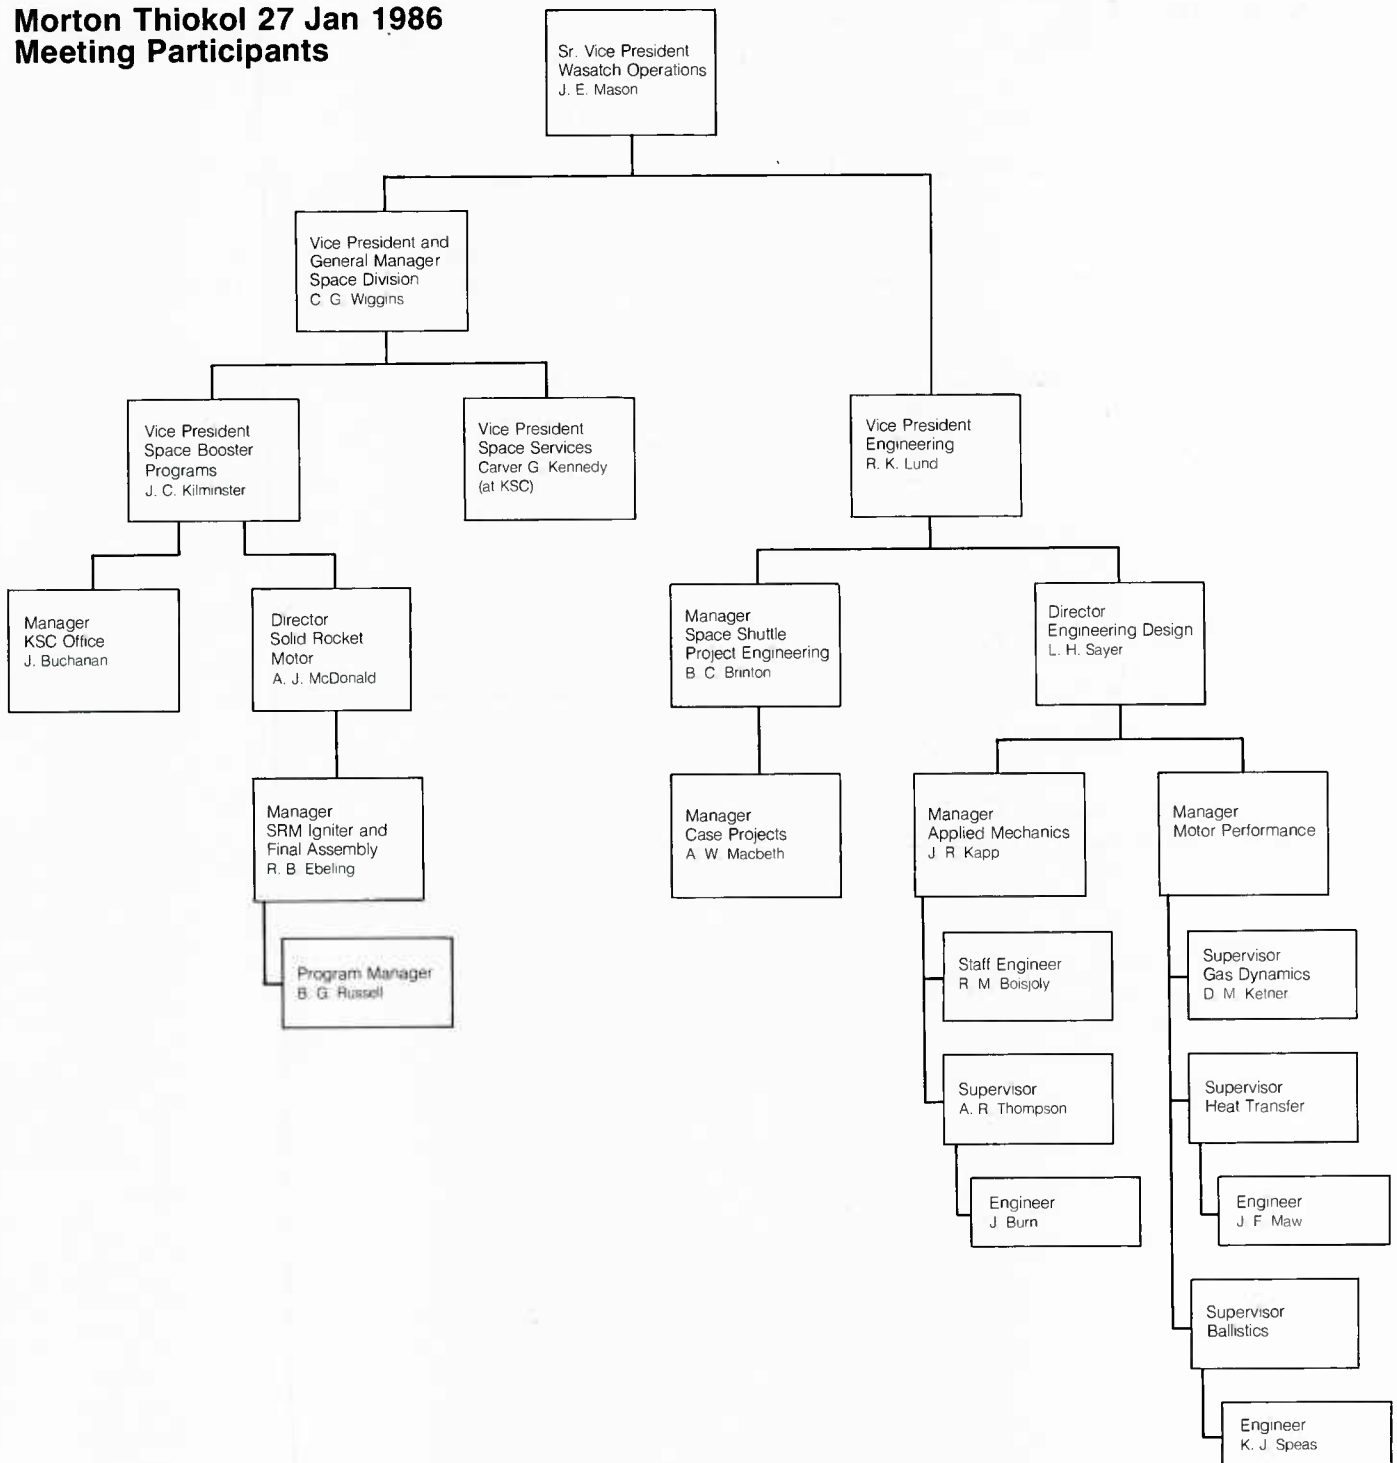 Morton Thiokol 27 Jan 1986
Meeting Participants
Sr. Vice President
Wasatch Operations
J. E. Mason
Vice President and
General Manager
Space Division
C G Wiggins
Vice President
Space Booster
Programs
J. C. Kilminster
Vice President
Space Services
Carver G Kennedy
(at KSC)
Vice President
Engineering
R. K. Lund
Manager
KSC Office
J. Buchanan
Director
Solid Rocket
Motor
A. J. McDonald
Manager
Space Shuttle
Project Engineering
B C Brinton
Director
Engineering Design
L. H. Sayer
Manager
SRM Igniter and
Final Assembly
R. B Ebeling
Manager
Case Projects
A W Macbeth
Manager
Applied Mechanics
J R Kapp
Manager
Motor Performance
Program Manager
B. G. Russell
Staff Engineer
R M Boisjoly
Supervisor
Gas Dynamics
D M Ketner
Supervisor
A. R Thompson
Supervisor
Heat Transfer
Engineer
J Burn
Engineer
J F Maw
Supervisor
Ballistics
Engineer
K. J Speas